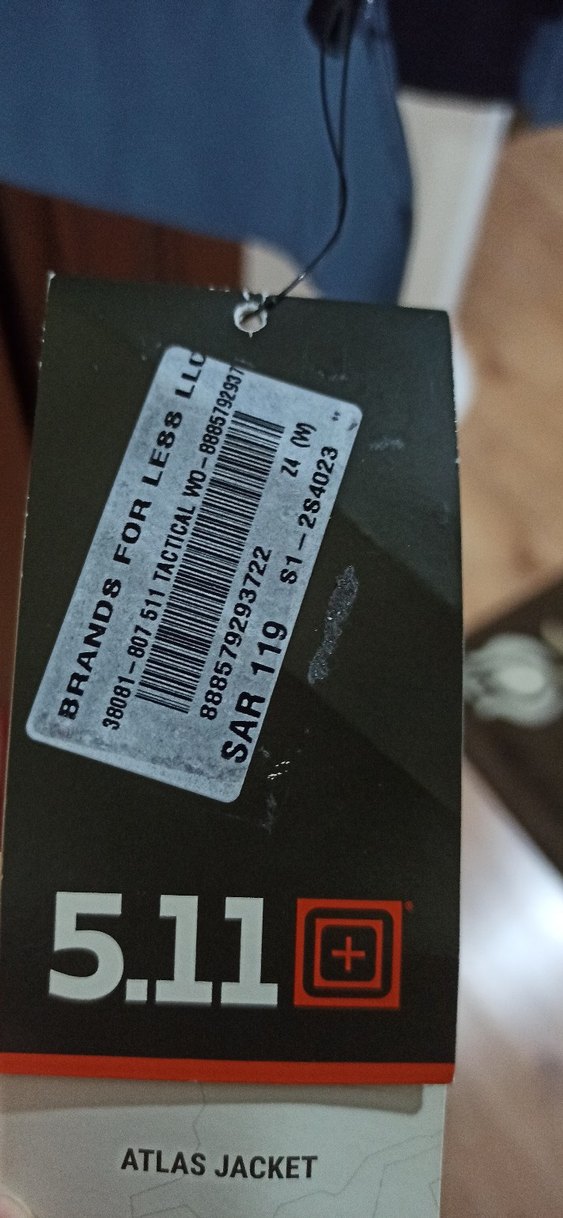 BRANDS FOR LESS LLC
38081-807 511 TACTICAL WO-8885792937
888579293722
Z4 (W)
SAR 119
S1-2S4023
5.11
ATLAS JACKET